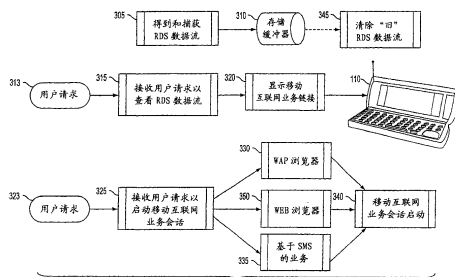 305
得到和捕获
RDS 数据流
310
存储
缓冲器
345
清除“旧”
RDS 数据流
110
313
用户请求
315
接收用户请求以
查看 RDS 数据流
320
显示移动
互联网业务链接
323
用户请求
325
接收用户请求以
启动移动互联网
业务会话
330
WAP 浏览器
350
WEB 浏览器
335
基于 SMS
的业务
340
移动互联网
业务会话启动